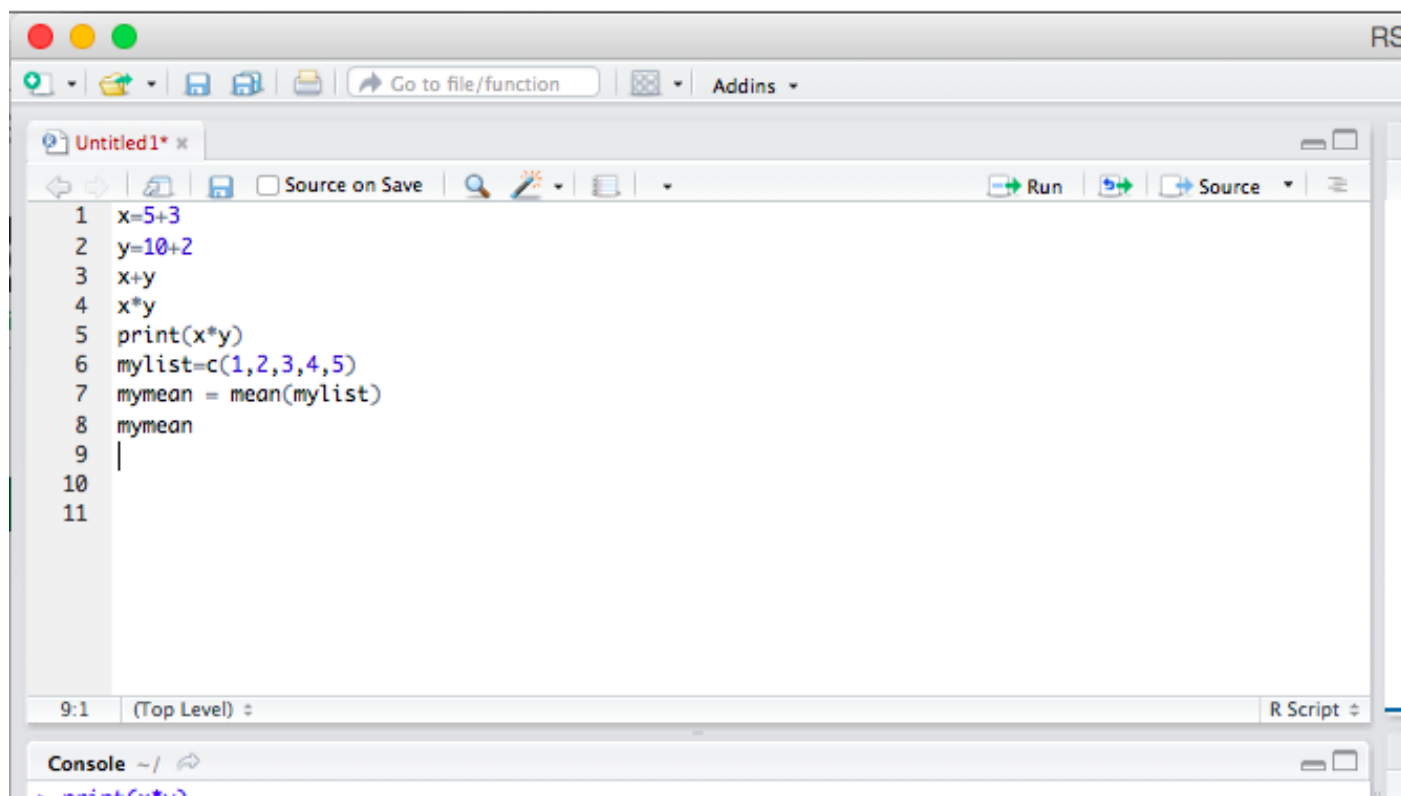 RS
Go to file/function Addins
Untitled1*
Source on Save Run Source
1 x=5+3
2 y=10+2
3 x+y
4 x*y
5 print(x*y)
6 mylist=c(1,2,3,4,5)
7 mymean = mean(mylist)
8 mymean
9
10
11
9:1 (Top Level) R Script
Console ~/
> print(x*y)